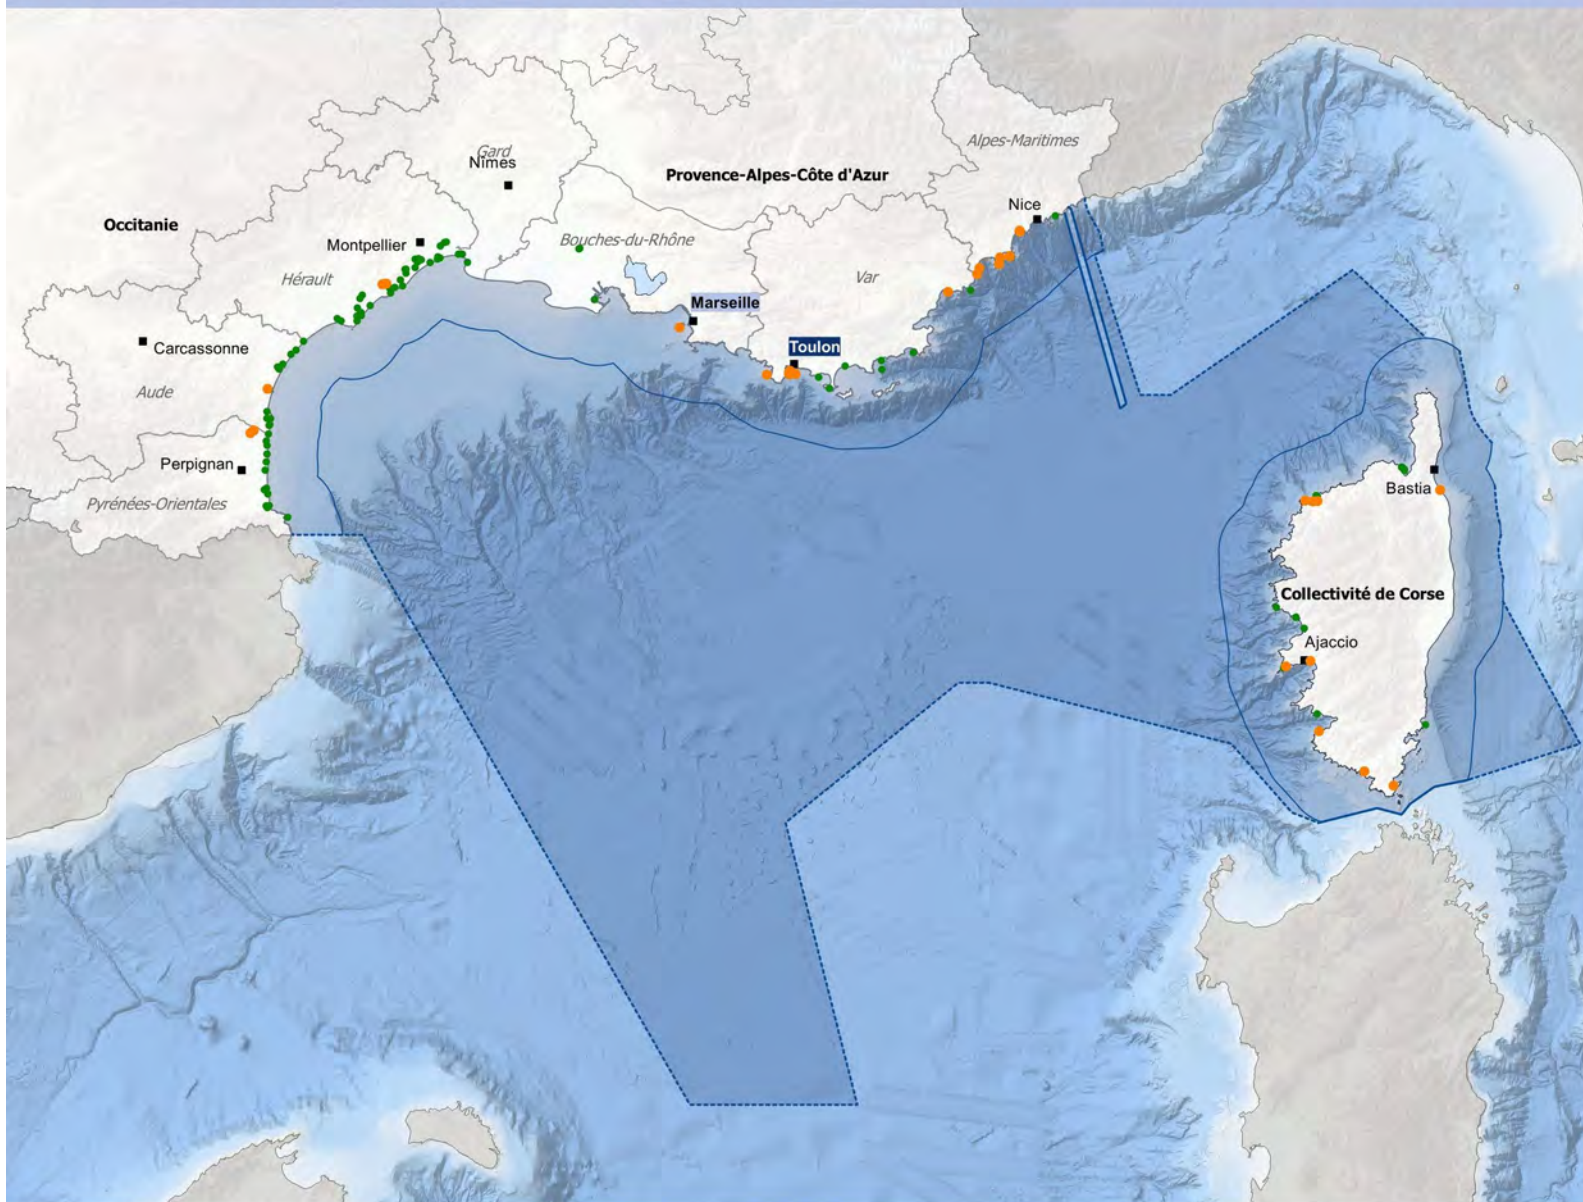 Alpes-Maritimes
Gard
Nîmes
Provence-Alpes-Côte d'Azur
Nice
Occitanie
Montpellier
Bouches-du-Rhône
Hérault
Var
Marseille
Carcassonne
Toulon
Aude
Perpignan
Bastia
Pyrénées-Orientales
Collectivité de Corse
Ajaccio